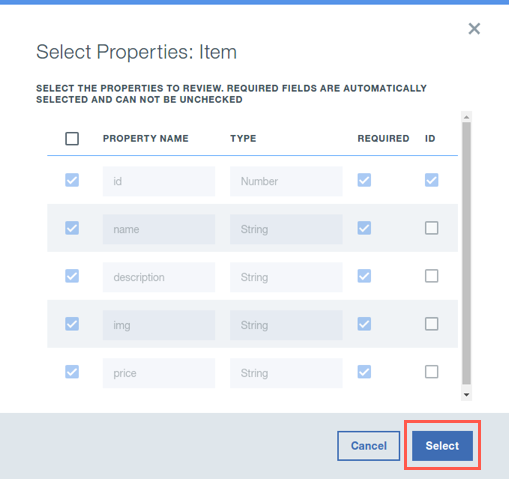 Select Properties: Item
SELECT THE PROPERTIES TO REVIEW. REQUIRED FIELDS ARE AUTOMATICALLY
SELECTED AND CAN NOT BE UNCHECKED
PROPERTY NAME TYPE REQUIRED ID
id Number
name String
description String
img String
price String
Cancel Select